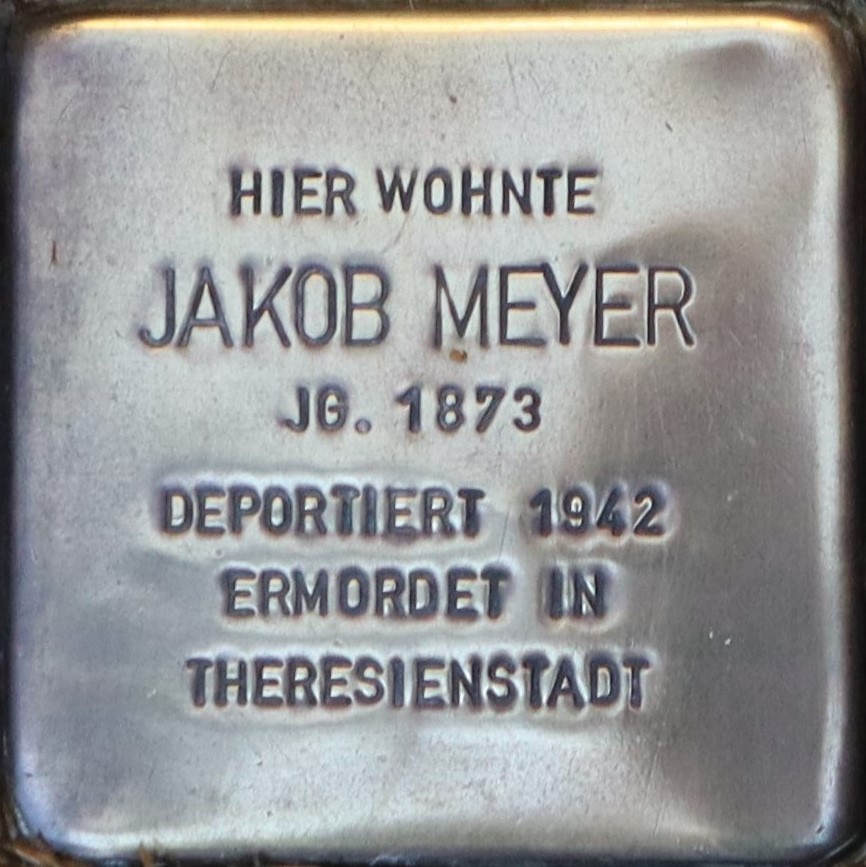 HIER WOHNTE
JAKOB MEYER
JG. 1873
DEPORTIERT 1942
ERMORDET IN
THERESIENSTADT